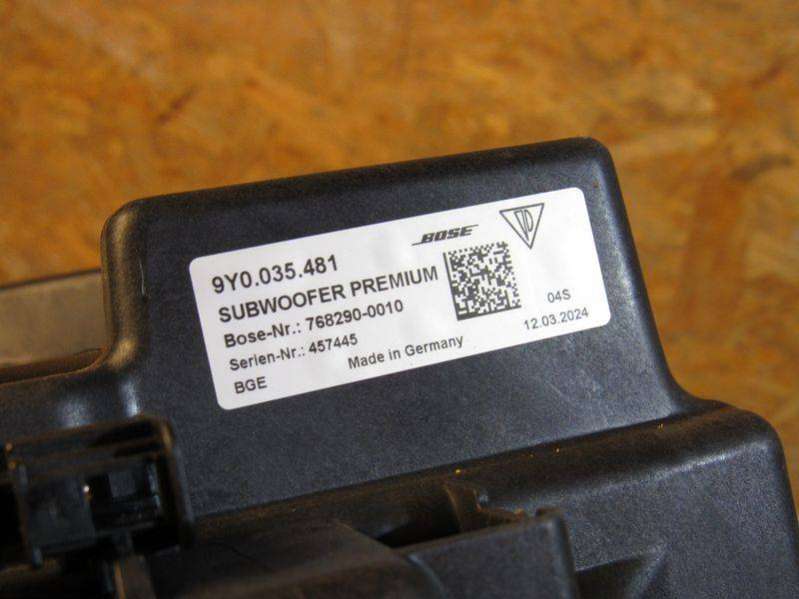 BOSE
9Y0.035.481
SUBWOOFER PREMIUM
Bose-Nr.: 768290-0010
04S
Serien-Nr.: 457445
Made in Germany
12.03.2024
BGE